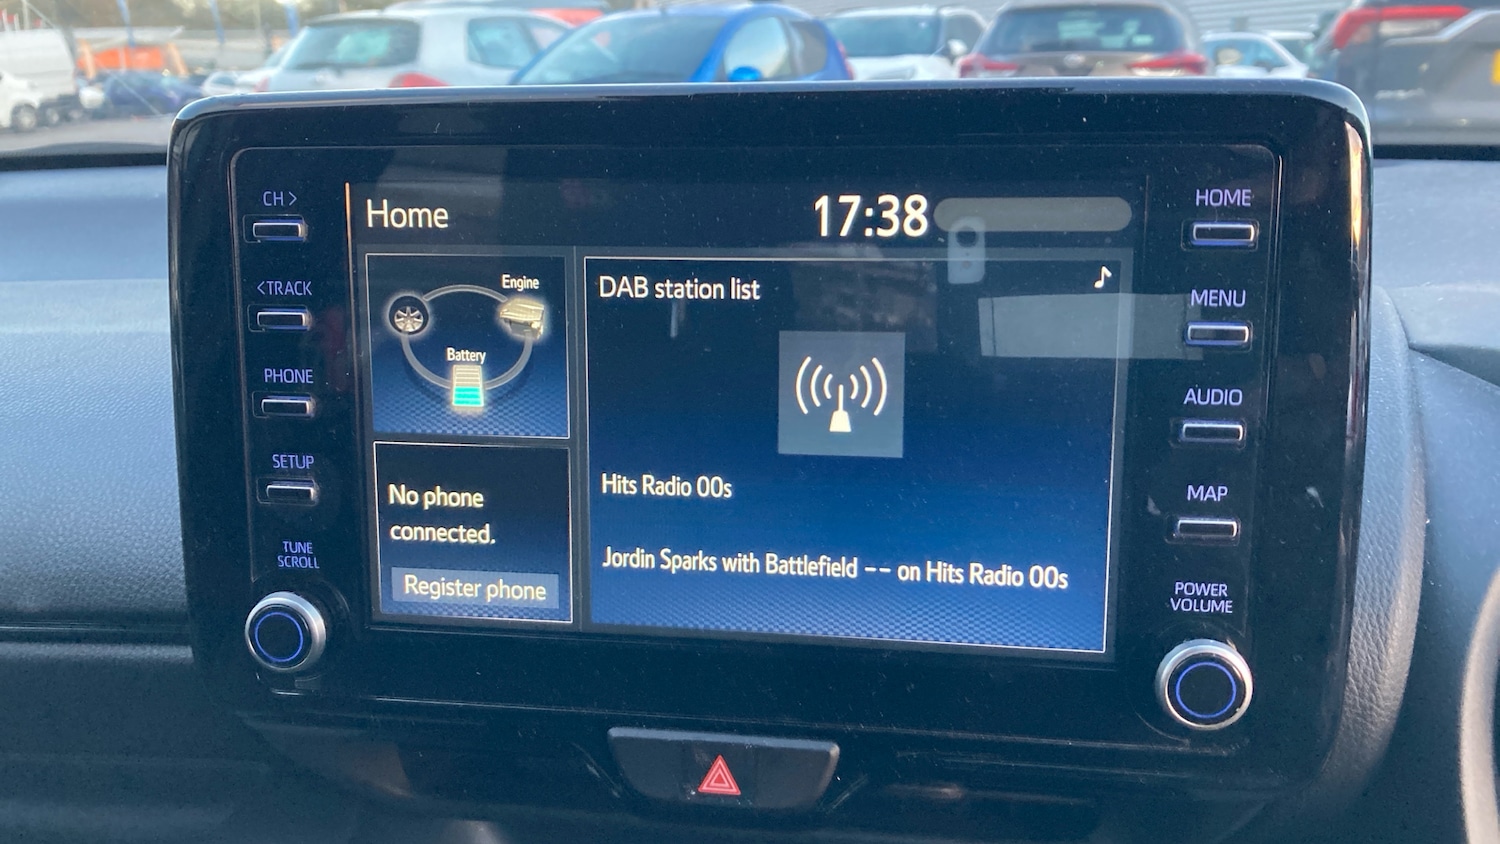 CH >
<TRACK
PHONE
SETUP
TUNE
SCROLL
Home
17:38
Engine
Battery
No phone
connected.
Register phone
DAB station list
Hits Radio 00s
Jordin Sparks with Battlefield -- on Hits Radio 00s
HOME
MENU
AUDIO
MAP
POWER
VOLUME